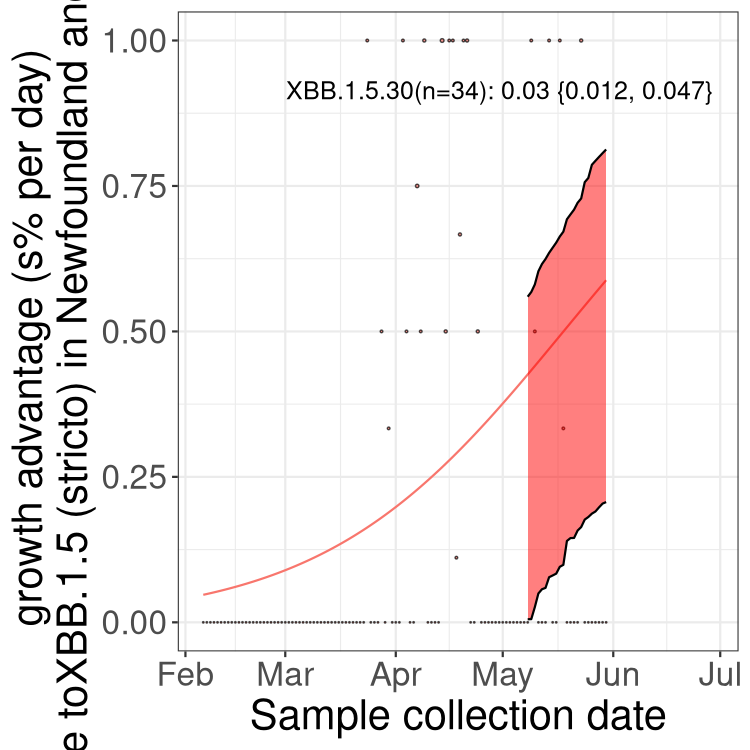 growth advantage (s% per day)
e toXBB.1.5 (stricto) in Newfoundland and
1.00
0.75
0.50
0.25
0.00
XBB.1.5.30(n=34): 0.03 {0.012, 0.047}
Feb Mar Apr May Jun Jul
Sample collection date